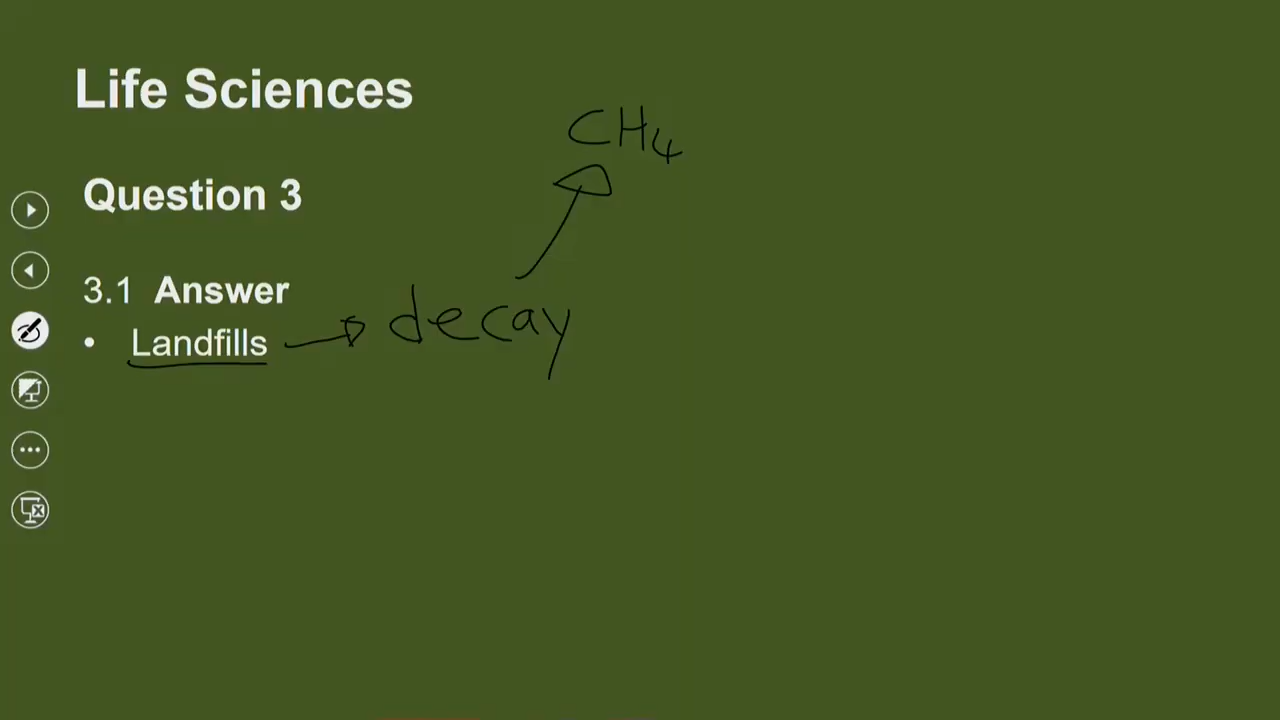 Life Sciences
CH4
Question 3
3.1 Answer
• Landfills decay